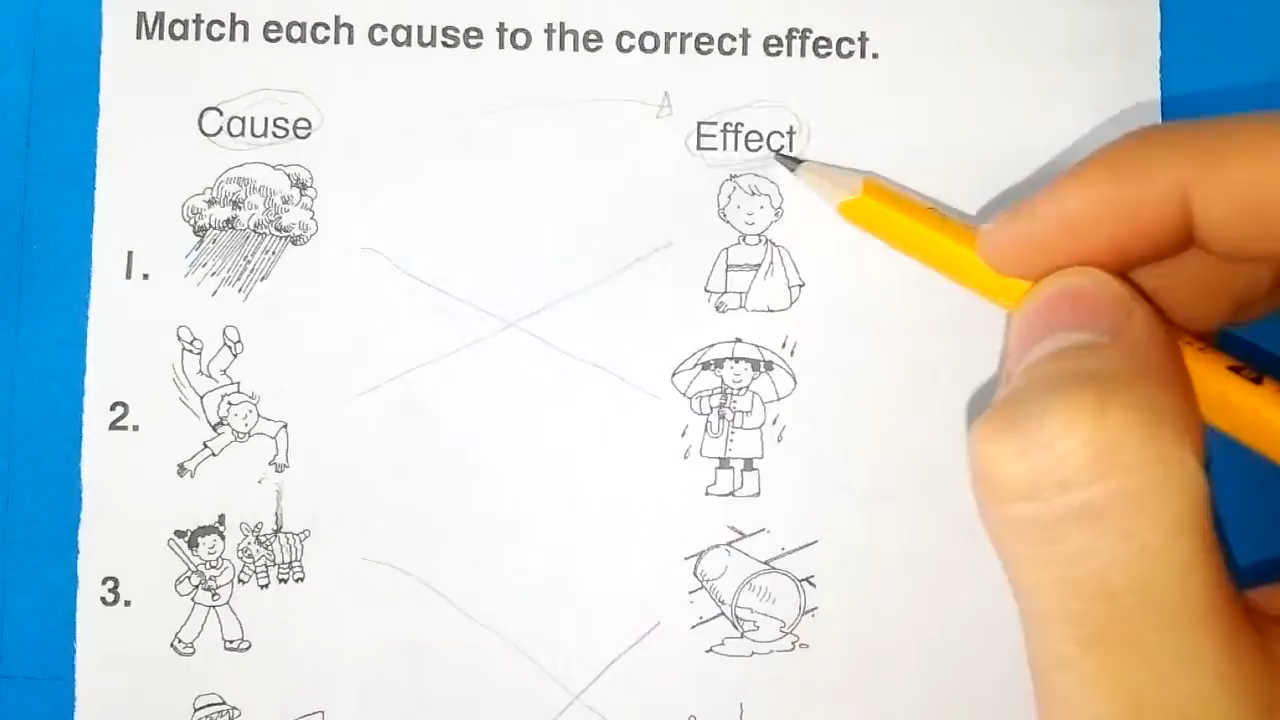 Match each cause to the correct effect.
Cause
Effect
1.
2.
3.